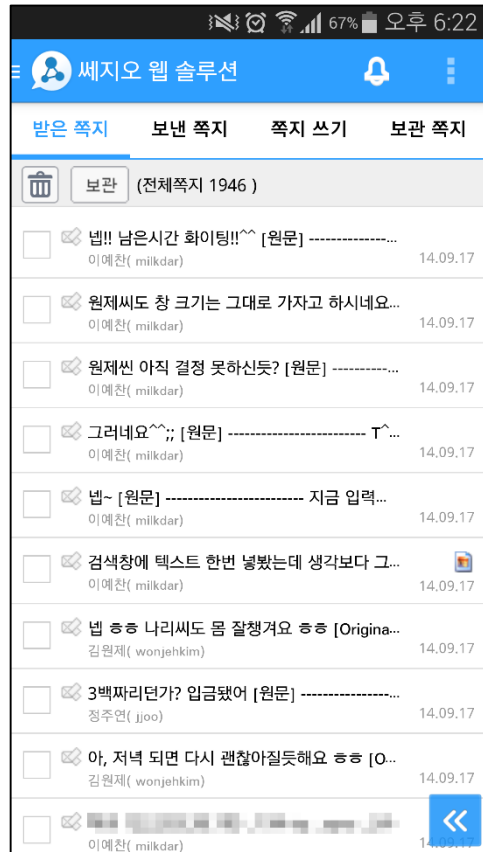 67% 오후 6:22
쎄지오 웹 솔루션
받은 쪽지 보낸 쪽지 쪽지 쓰기 보관 쪽지
보관 (전체쪽지 1946 )
넵!! 남은시간 화이팅!!^^ [원문] --------------...
이예찬( milkdar) 14.09.17
원제씨도 창 크기는 그대로 가자고 하시네요...
이예찬( milkdar) 14.09.17
원제씬 아직 결정 못하신듯? [원문] ----------...
이예찬( milkdar) 14.09.17
그러네요^^;; [원문] ------------------------- T^...
이예찬( milkdar) 14.09.17
넵~ [원문] ------------------------- 지금 입력...
이예찬( milkdar) 14.09.17
검색창에 텍스트 한번 넣봤는데 생각보다 그...
이예찬( milkdar) 14.09.17
넵 ㅎㅎ 나리씨도 몸 잘챙겨요 ㅎㅎ [Origina...
김원제( wonjehkim) 14.09.17
3백짜리던가? 입금됐어 [원문] ----------------...
정주연( jjoo) 14.09.17
아, 저녁 되면 다시 괜찮아질듯해요 ㅎㅎ [O...
김원제( wonjehkim) 14.09.17
이예찬( milkdar) 14.09.17